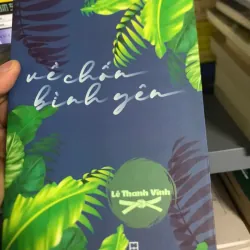 về chốn
bình yên
Lê Thanh Vinh